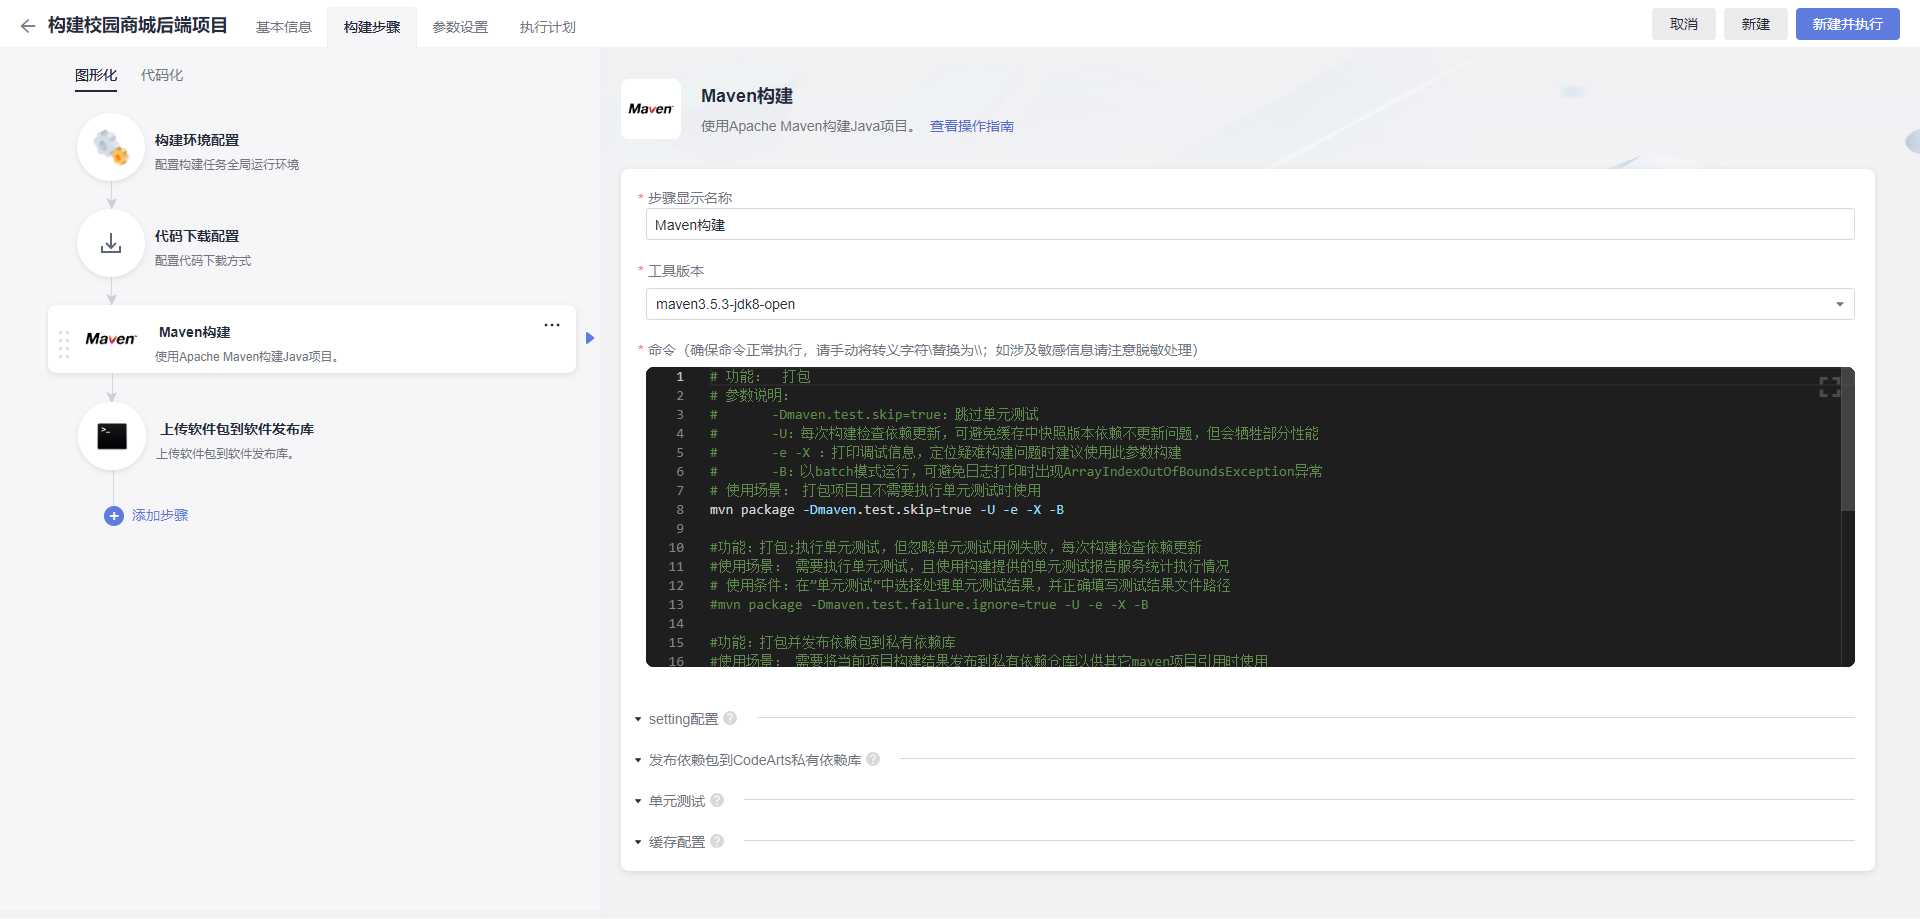 构建校园商城后端项目
基本信息
构建步骤
参数设置
执行计划
取消
新建
新建并执行
图形化
代码化
构建环境配置
配置构建任务全局运行环境
代码下载配置
配置代码下载方式
Maven
Maven构建
使用Apache Maven构建Java项目。
上传软件包到软件发布库
上传软件包到软件发布库。
添加步骤
Maven
Maven构建
使用Apache Maven构建Java项目。 查看操作指南
* 步骤显示名称
Maven构建
* 工具版本
maven3.5.3-jdk8-open
* 命令（确保命令正常执行，请手动将转义字符\替换为\\；如涉及敏感信息请注意脱敏处理）
1 # 功能： 打包
2 # 参数说明：
3 # -Dmaven.test.skip=true：跳过单元测试
4 # -U：每次构建检查依赖更新，可避免缓存中快照版本依赖不更新问题，但会牺牲部分性能
5 # -e -X ：打印调试信息，定位疑难构建问题时建议使用此参数构建
6 # -B：以batch模式运行，可避免日志打印时出现ArrayIndexOutOfBoundsException异常
7 # 使用场景： 打包项目且不需要执行单元测试时使用
8 mvn package -Dmaven.test.skip=true -U -e -X -B
9
10 #功能：打包;执行单元测试，但忽略单元测试用例失败，每次构建检查依赖更新
11 #使用场景： 需要执行单元测试，且使用构建提供的单元测试报告服务统计执行情况
12 # 使用条件：在”单元测试“中选择处理单元测试结果，并正确填写测试结果文件路径
13 #mvn package -Dmaven.test.failure.ignore=true -U -e -X -B
14
15 #功能：打包并发布依赖包到私有依赖库
16 #使用场景： 需要将当前项目构建结果发布到私有依赖仓库以供其它maven项目引用时使用
setting配置
发布依赖包到CodeArts私有依赖库
单元测试
缓存配置